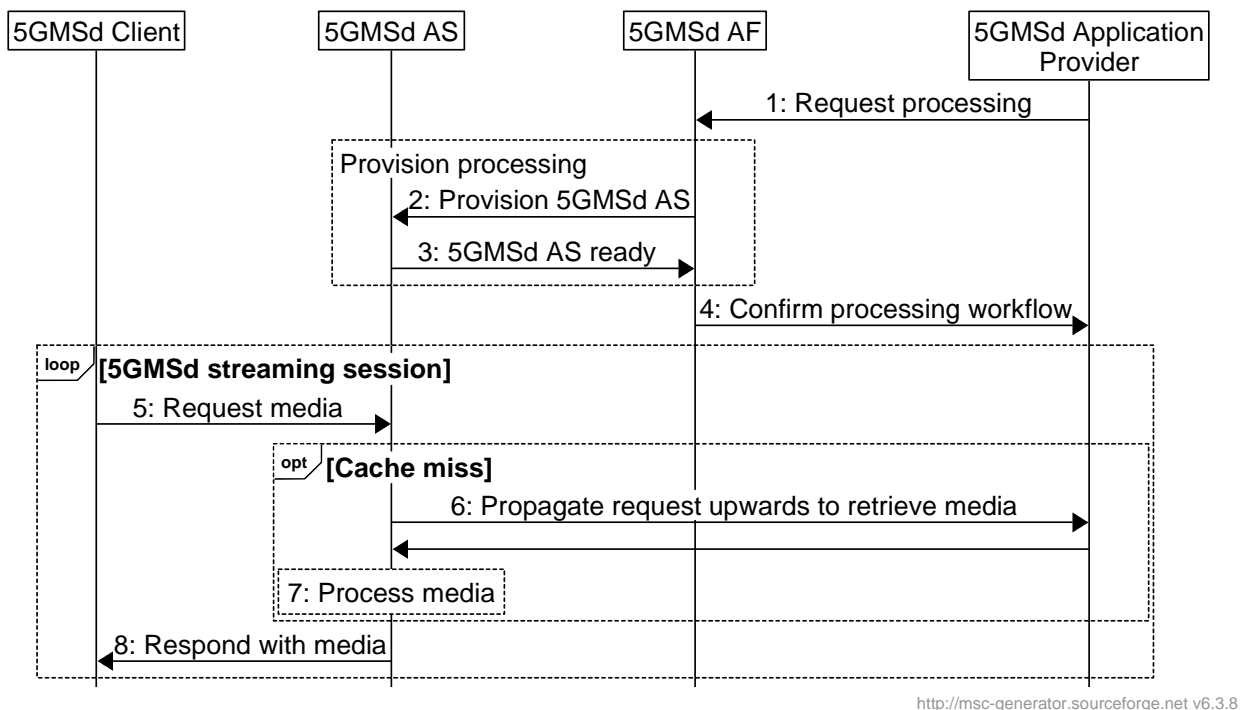 5GMSd Client
5GMSd AS
5GMSd AF
5GMSd Application
Provider
1: Request processing
Provision processing
2: Provision 5GMSd AS
3: 5GMSd AS ready
4: Confirm processing workflow
loop
[5GMSd streaming session]
5: Request media
opt
[Cache miss]
6: Propagate request upwards to retrieve media
7: Process media
8: Respond with media
http://msc-generator.sourceforge.net v6.3.8